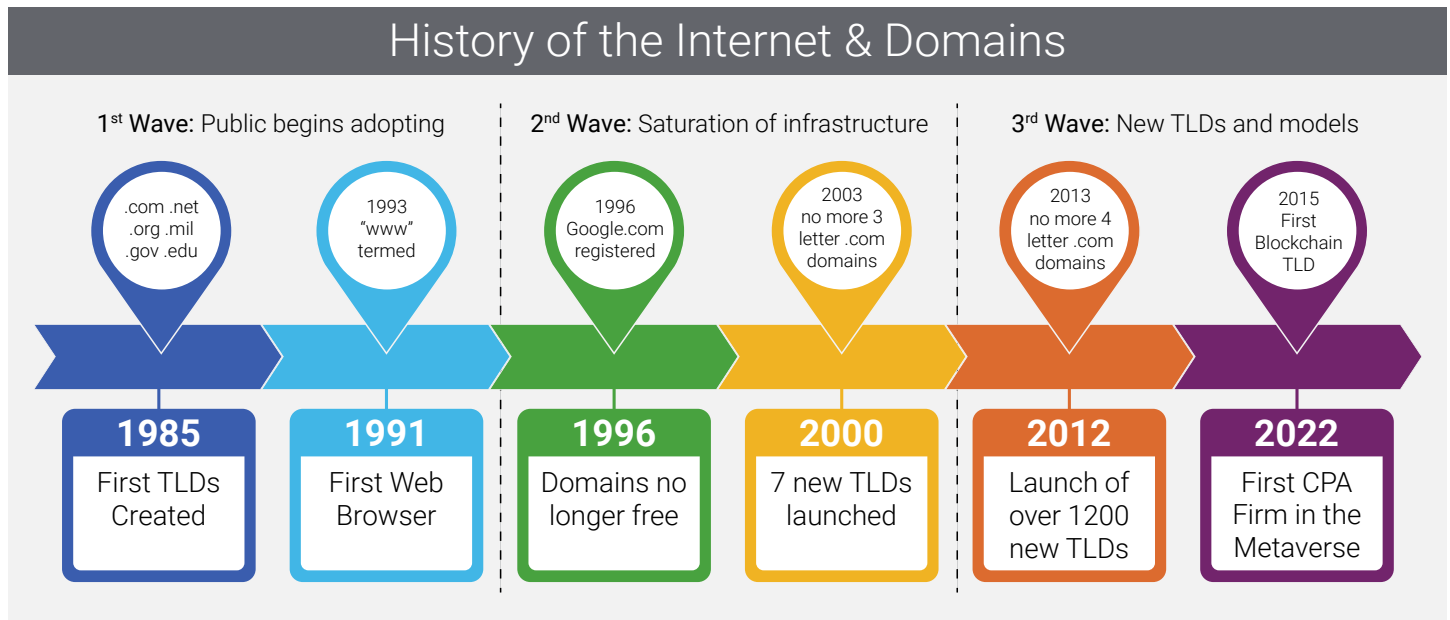 History of the Internet & Domains
1st Wave: Public begins adopting
2nd Wave: Saturation of infrastructure
3rd Wave: New TLDs and models
.com .net
.org .mil
.gov .edu
1993
“www”
termed
1996
Google.com
registered
2003
no more 3
letter .com
domains
2013
no more 4
letter .com
domains
2015
First
Blockchain
TLD
1985
First TLDs
Created
1991
First Web
Browser
1996
Domains no
longer free
2000
7 new TLDs
launched
2012
Launch of
over 1200
new TLDs
2022
First CPA
Firm in the
Metaverse